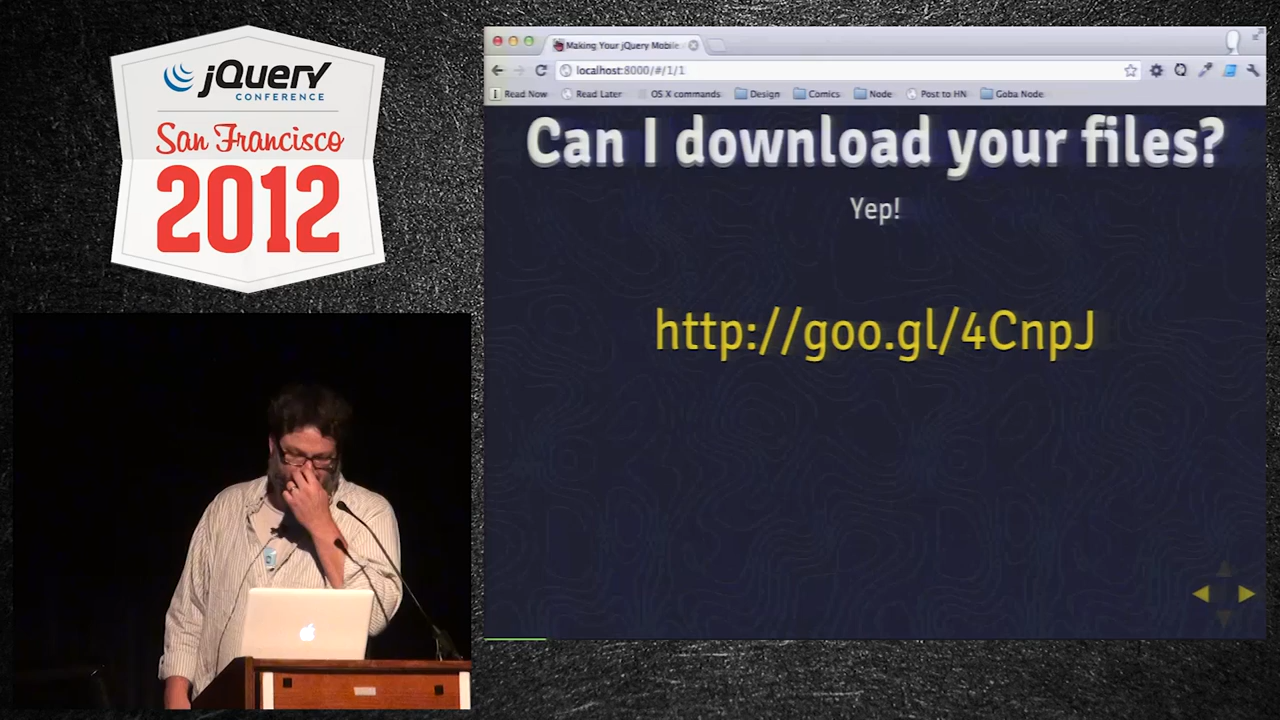 jQuery
CONFERENCE
San Francisco
2012
Making Your jQuery Mobile
localhost:8000/#/1/1
Read Now
Read Later
OS X commands
Design
Comics
Node
Post to HN
Goba Node
Can I download your files?
Yep!
http://goo.gl/4CnpJ